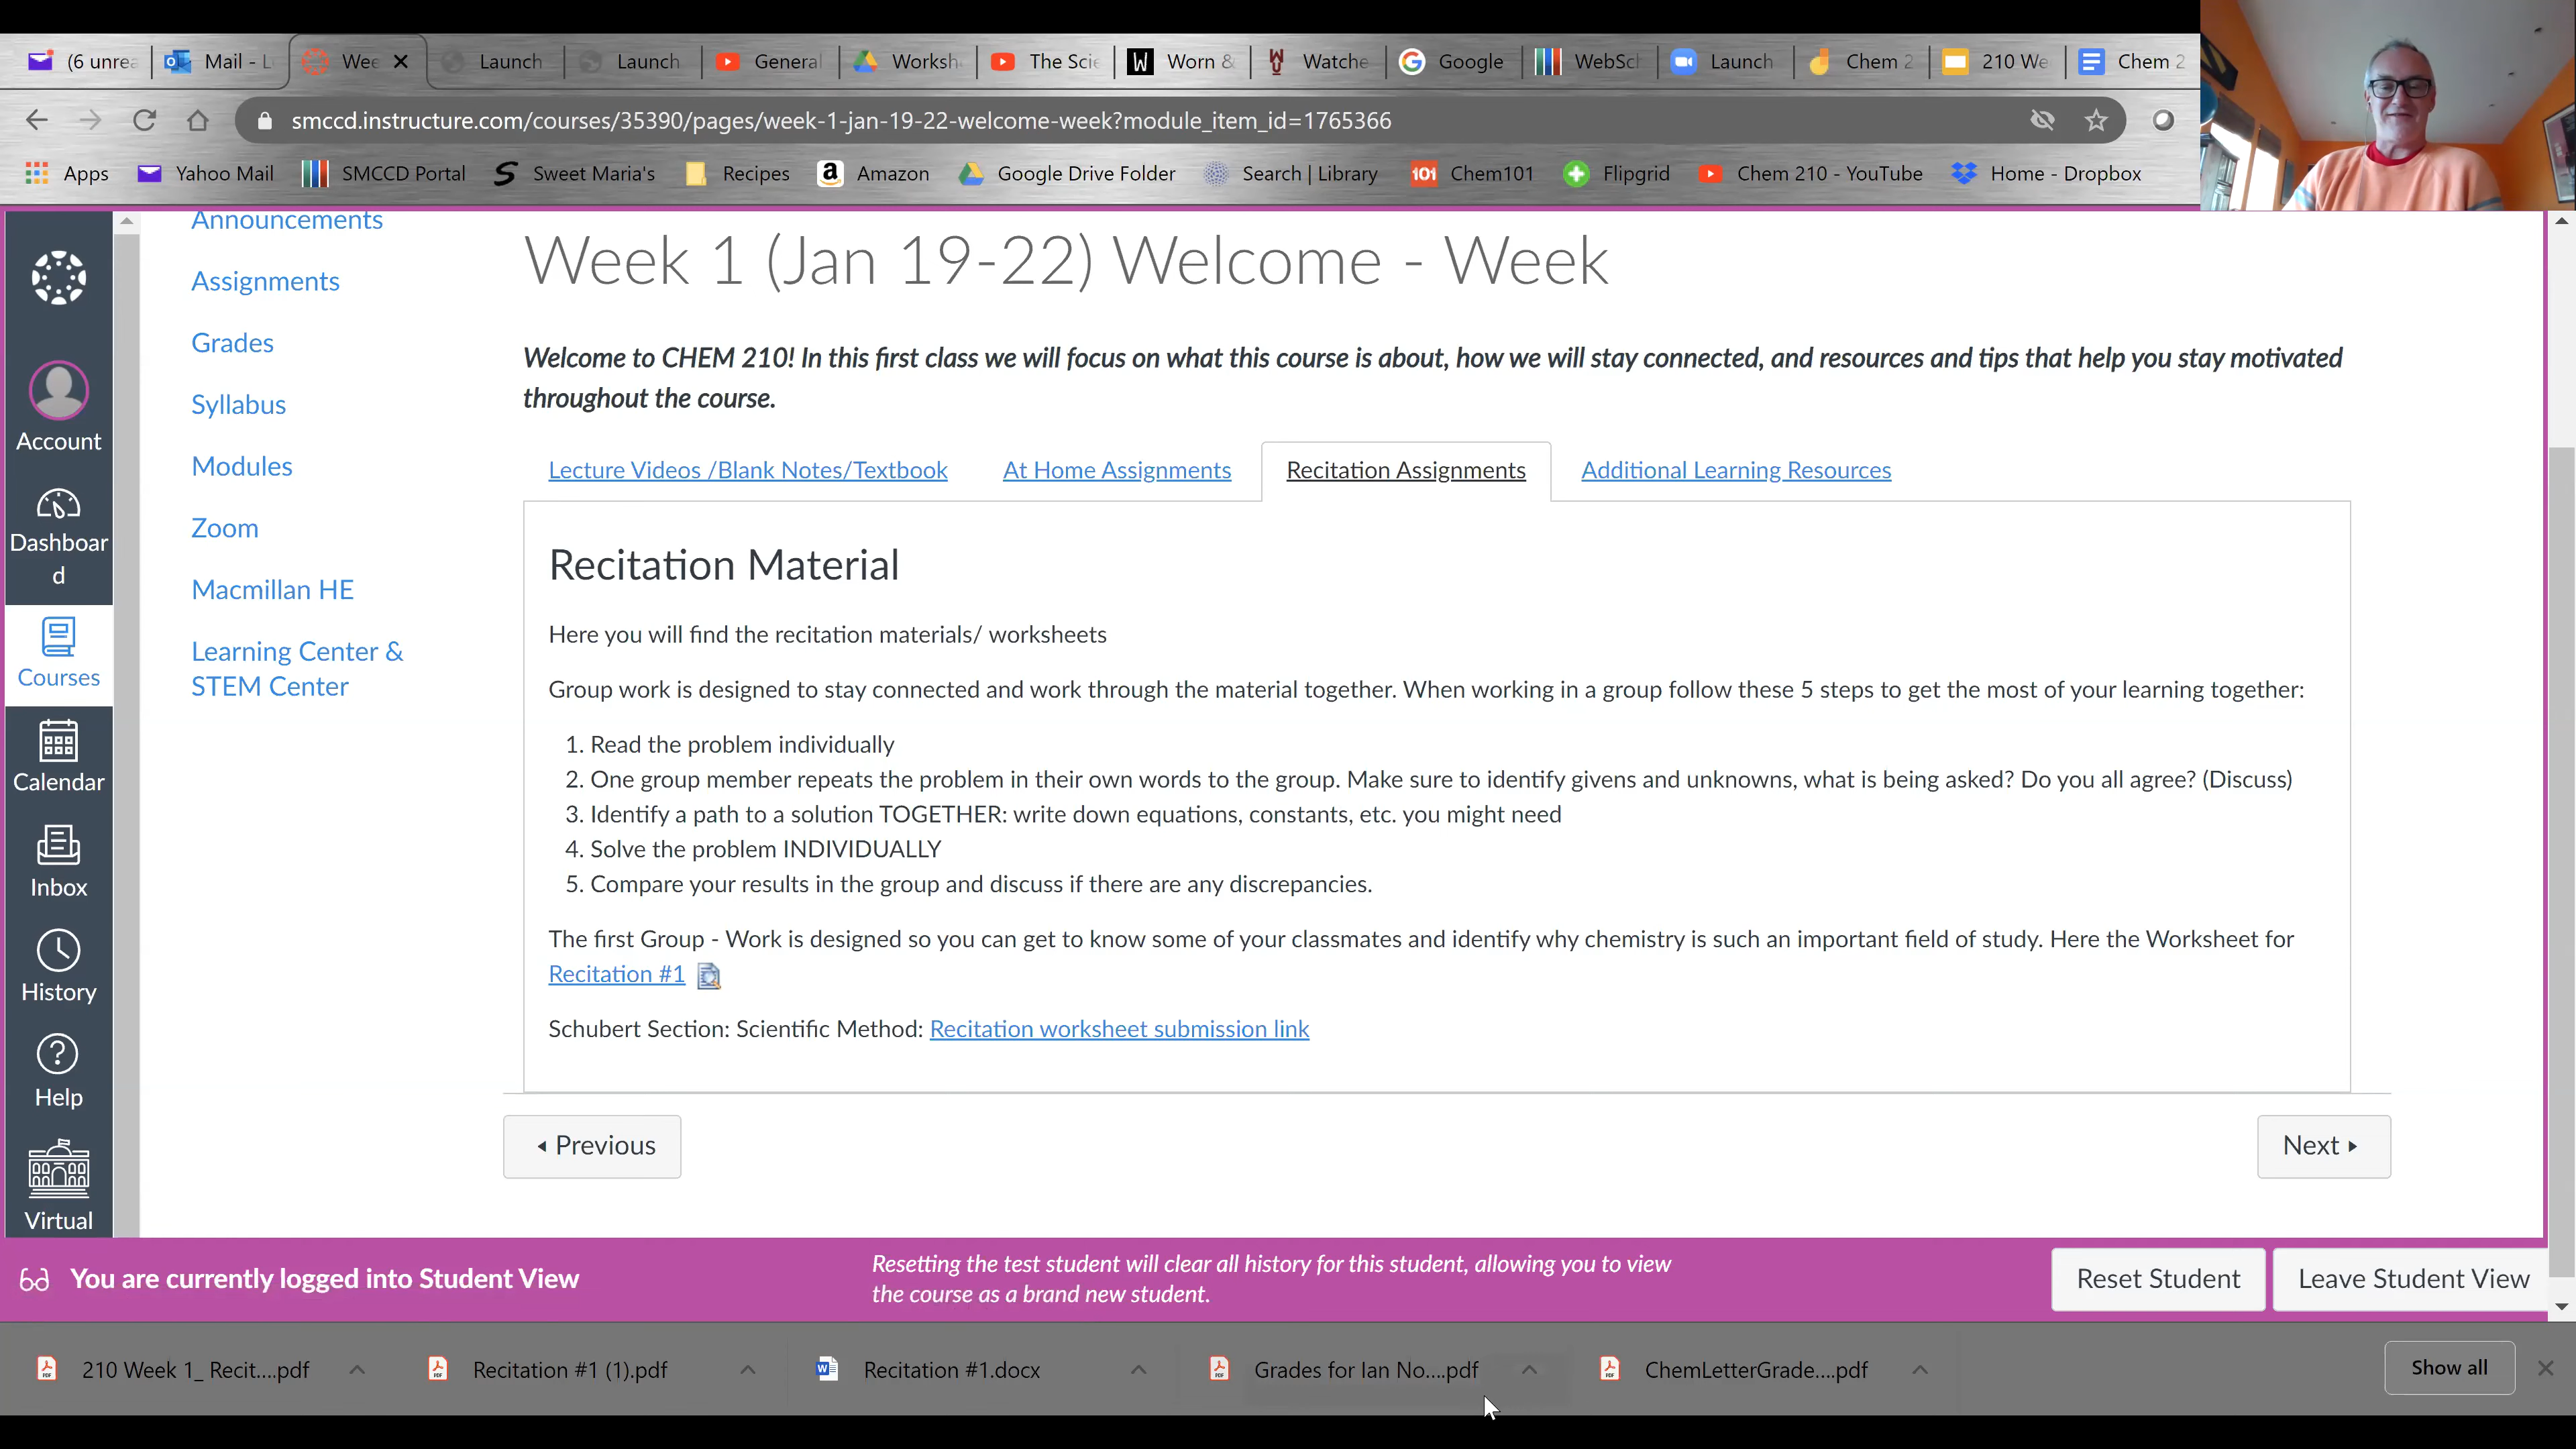 (6 unrea
Mail - L
Wee
Launch
Launch
General
Worksh
The Scie
Worn &
Watche
Google
WebSch
Launch
Chem 2
210 We
Chem 2
smccd.instructure.com/courses/35390/pages/week-1-jan-19-22-welcome-week?module_item_id=1765366
Apps
Yahoo Mail
SMCCD Portal
Sweet Maria's
Recipes
Amazon
Google Drive Folder
Search | Library
101
Chem101
Flipgrid
Chem 210 - YouTube
Home - Dropbox
Account
Dashboar
d
Courses
Calendar
Inbox
History
Help
Virtual
Announcements
Assignments
Grades
Syllabus
Modules
Zoom
Macmillan HE
Learning Center &
STEM Center
Week 1 (Jan 19-22) Welcome - Week
Welcome to CHEM 210! In this first class we will focus on what this course is about, how we will stay connected, and resources and tips that help you stay motivated
throughout the course.
Lecture Videos /Blank Notes/Textbook
At Home Assignments
Recitation Assignments
Additional Learning Resources
Recitation Material
Here you will find the recitation materials/ worksheets
Group work is designed to stay connected and work through the material together. When working in a group follow these 5 steps to get the most of your learning together:
1. Read the problem individually
2. One group member repeats the problem in their own words to the group. Make sure to identify givens and unknowns, what is being asked? Do you all agree? (Discuss)
3. Identify a path to a solution TOGETHER: write down equations, constants, etc. you might need
4. Solve the problem INDIVIDUALLY
5. Compare your results in the group and discuss if there are any discrepancies.
The first Group - Work is designed so you can get to know some of your classmates and identify why chemistry is such an important field of study. Here the Worksheet for
Recitation #1
Schubert Section: Scientific Method: Recitation worksheet submission link
Previous
Next
You are currently logged into Student View
Resetting the test student will clear all history for this student, allowing you to view
the course as a brand new student.
Reset Student
Leave Student View
210 Week 1_ Recit....pdf
Recitation #1 (1).pdf
Recitation #1.docx
Grades for Ian No....pdf
ChemLetterGrade....pdf
Show all